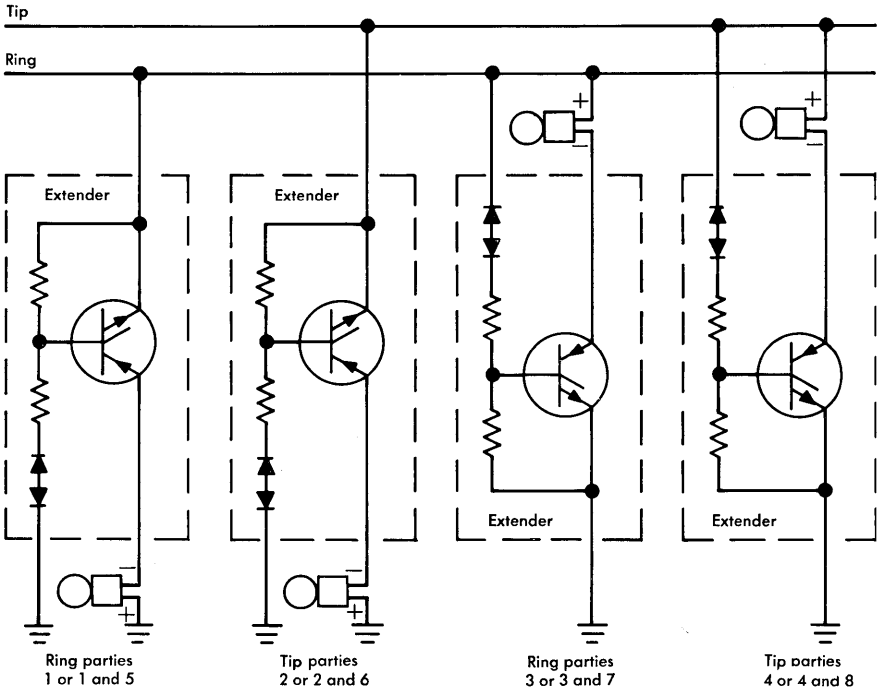 Tip
Ring
+
−
+
−
Extender
Extender
Extender
Extender
−
+
−
+
Ring parties
1 or 1 and 5
Tip parties
2 or 2 and 6
Ring parties
3 or 3 and 7
Tip parties
4 or 4 and 8